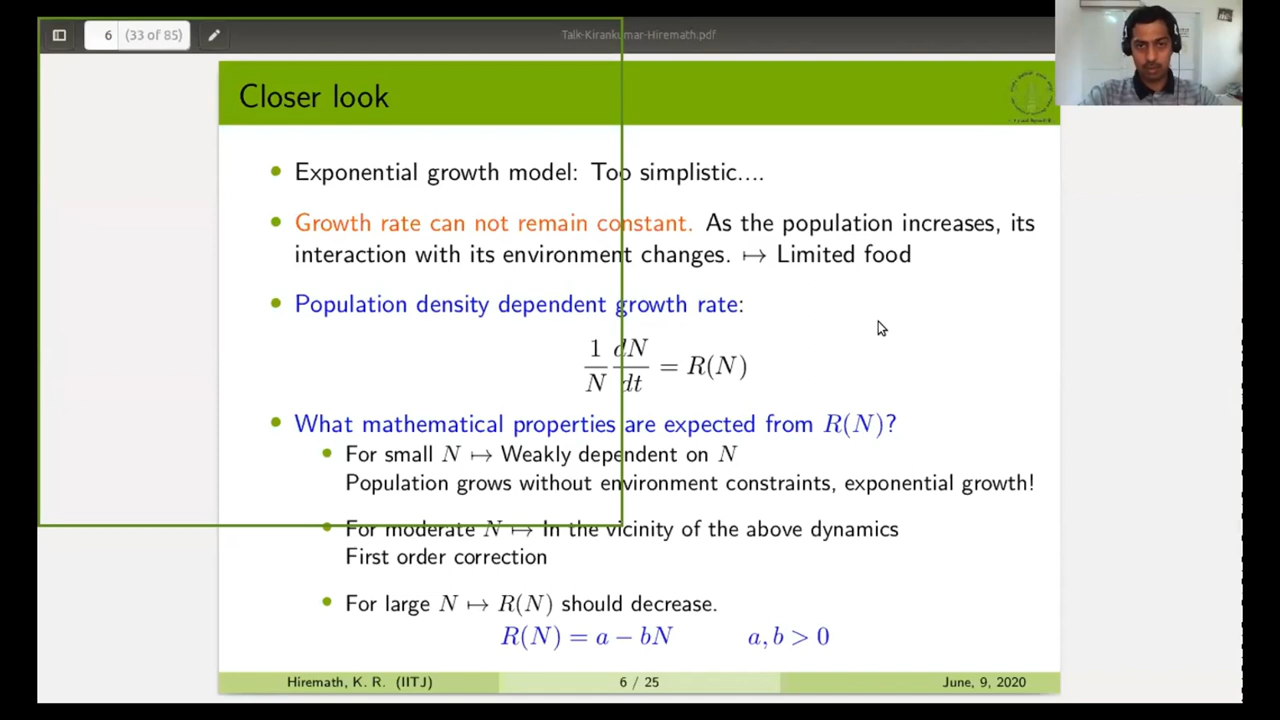 6 (33 of 85)
Talk-Kirankumar-Hiremath.pdf
Closer look
Exponential growth model: Too simplistic....
Growth rate can not remain constant. As the population increases, its
interaction with its environment changes. ↦ Limited food
Population density dependent growth rate:
1/N dN/dt = R(N)
What mathematical properties are expected from R(N)?
For small N ↦ Weakly dependent on N
Population grows without environment constraints, exponential growth!
For moderate N ↦ In the vicinity of the above dynamics
First order correction
For large N ↦ R(N) should decrease.
R(N) = a − bN a, b > 0
Hiremath, K. R. (IITJ) 6 / 25 June, 9, 2020